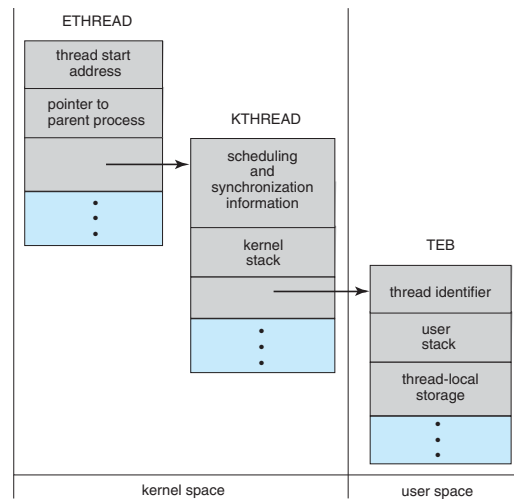 ETHREAD
thread start
address
pointer to
parent process
KTHREAD
scheduling
and
synchronization
information
kernel
stack
TEB
thread identifier
user
stack
thread-local
storage
kernel space
user space